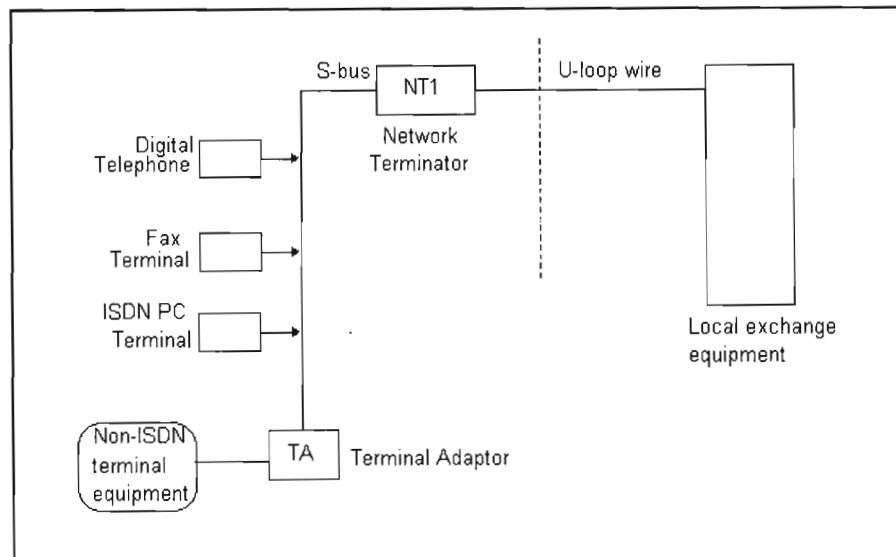 S-bus
NT1
U-loop wire
Network
Terminator
Digital
Telephone
Fax
Terminal
ISDN PC
Terminal
Local exchange
equipment
Non-ISDN
terminal
equipment
TA
Terminal Adaptor